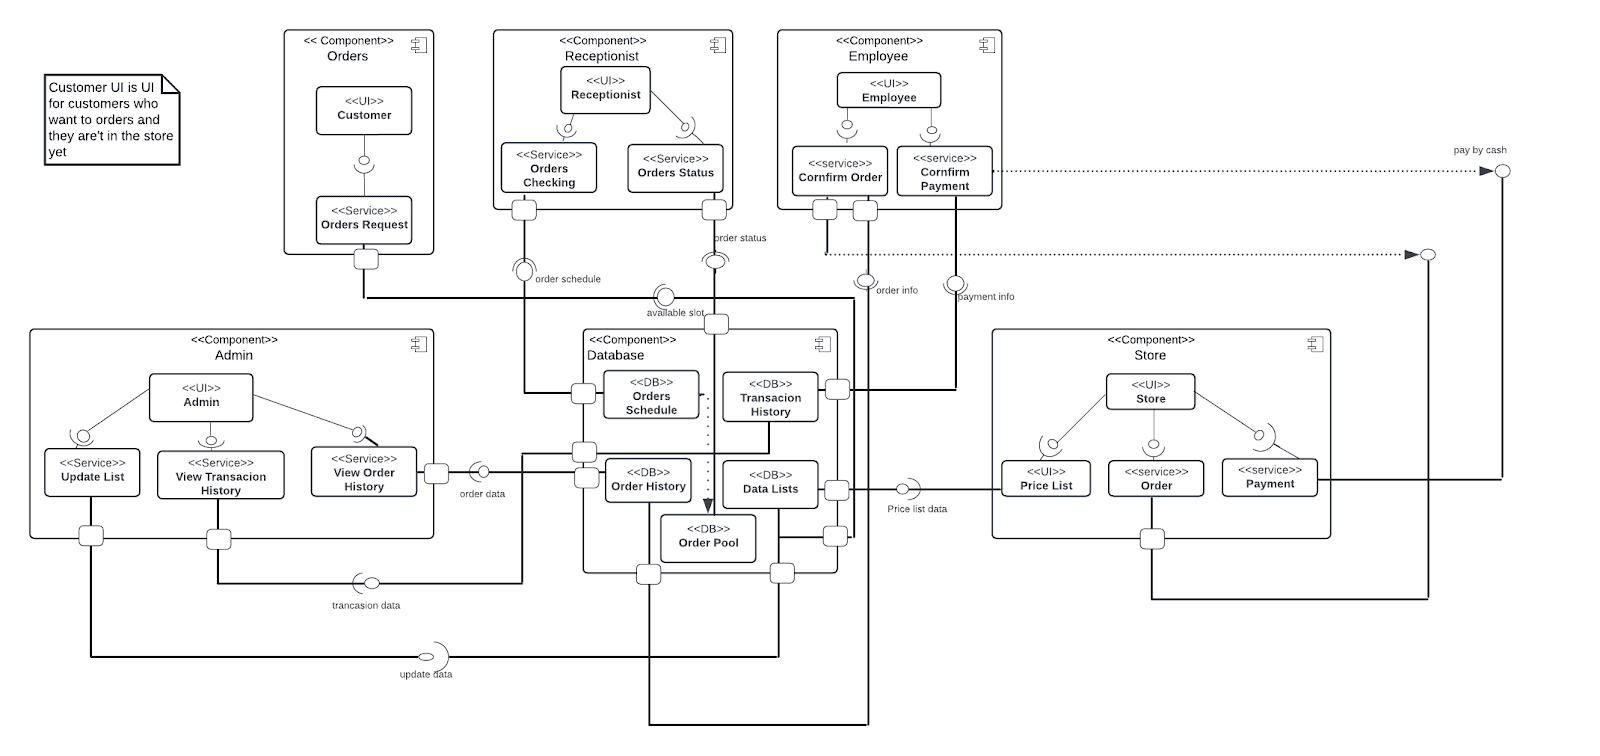 Customer UI is UI
for customers who
want to orders and
they are't in the store
yet
<< Component>>
Orders
<<UI>>
Customer
<<Service>>
Orders Request
<<Component>>
Receptionist
<<UI>>
Receptionist
<<Service>>
Orders
Checking
<<Service>>
Orders Status
<<Component>>
Employee
<<UI>>
Employee
<<service>>
Cornfirm Order
<<service>>
Cornfirm
Payment
pay by cash
order status
order schedule
available slot
order info
payment info
<<Component>>
Admin
<<UI>>
Admin
<<Service>>
Update List
<<Service>>
View Transacion
History
<<Service>>
View Order
History
order data
trancasion data
update data
<<Component>>
Database
<<DB>>
Orders
Schedule
<<DB>>
Transacion
History
<<DB>>
Order History
<<DB>>
Data Lists
<<DB>>
Order Pool
Price list data
<<Component>>
Store
<<UI>>
Store
<<UI>>
Price List
<<service>>
Order
<<service>>
Payment